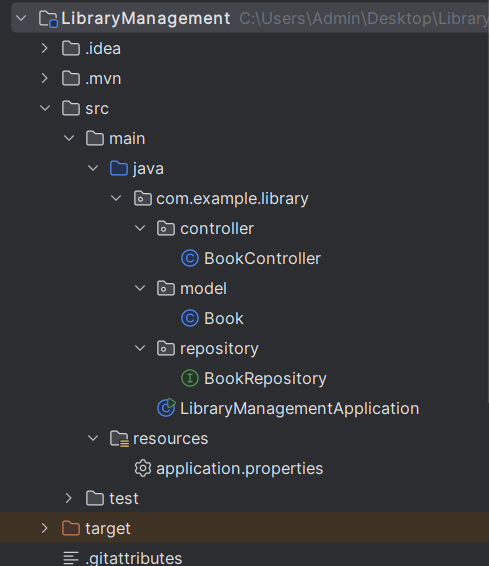 LibraryManagement C:\Users\Admin\Desktop\Library
.idea
.mvn
src
main
java
com.example.library
controller
BookController
model
Book
repository
BookRepository
LibraryManagementApplication
resources
application.properties
test
target
.gitattributes